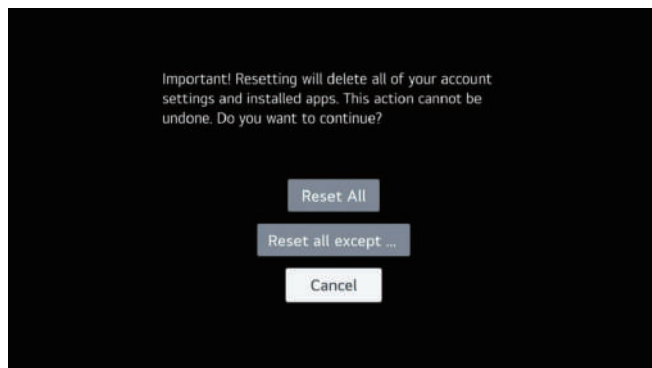 Important! Resetting will delete all of your account
settings and installed apps. This action cannot be
undone. Do you want to continue?
Reset All
Reset all except ...
Cancel